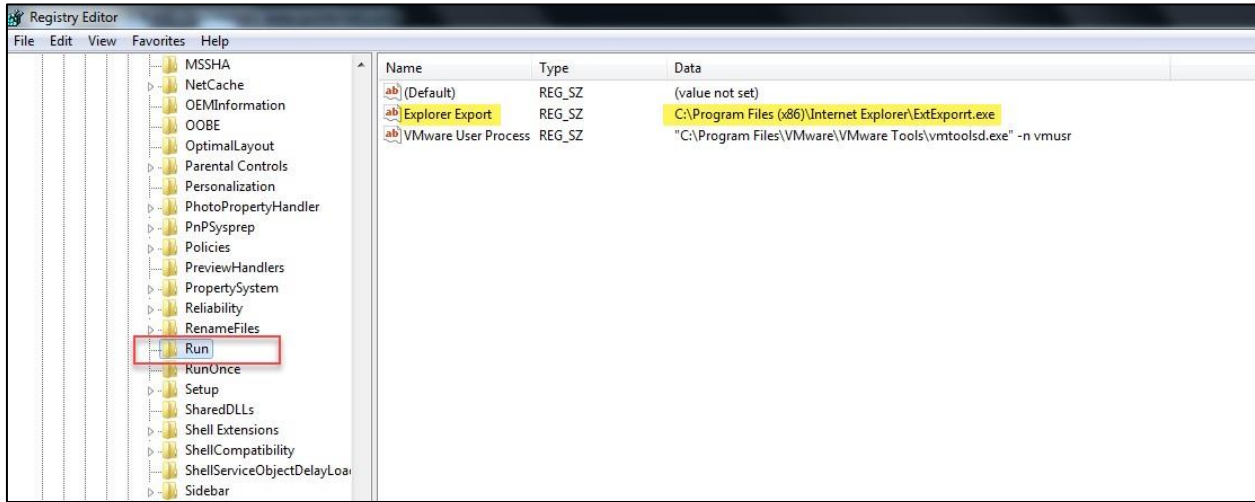 Registry Editor
File Edit View Favorites Help
MSSHA
NetCache
OEMInformation
OOBE
OptimalLayout
Parental Controls
Personalization
PhotoPropertyHandler
PnPSysprep
Policies
PreviewHandlers
PropertySystem
Reliability
RenameFiles
Run
RunOnce
Setup
SharedDLLs
Shell Extensions
ShellCompatibility
ShellServiceObjectDelayLoa
Sidebar
Name Type Data
ab (Default) REG_SZ (value not set)
ab Explorer Export REG_SZ C:\Program Files (x86)\Internet Explorer\ExtExporrt.exe
ab VMware User Process REG_SZ "C:\Program Files\VMware\VMware Tools\vmtoolsd.exe" -n vmusr